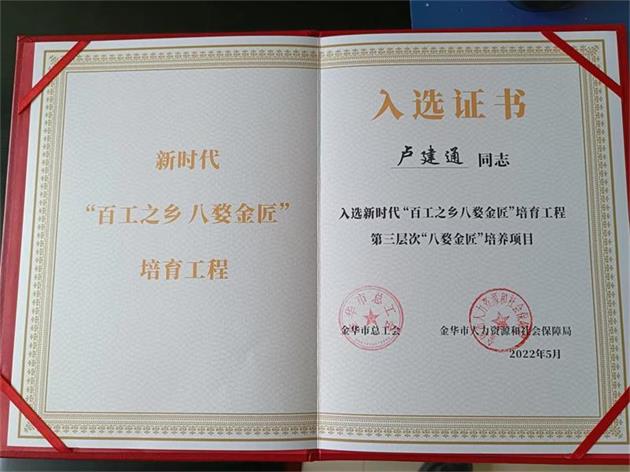 新时代
“百工之乡 八婺金匠”
培育工程
入选证书
卢建通 同志
入选新时代“百工之乡八婺金匠”培育工程
第三层次“八婺金匠”培养项目
金华市总工会
金华市人力资源和社会保障局
2022年5月